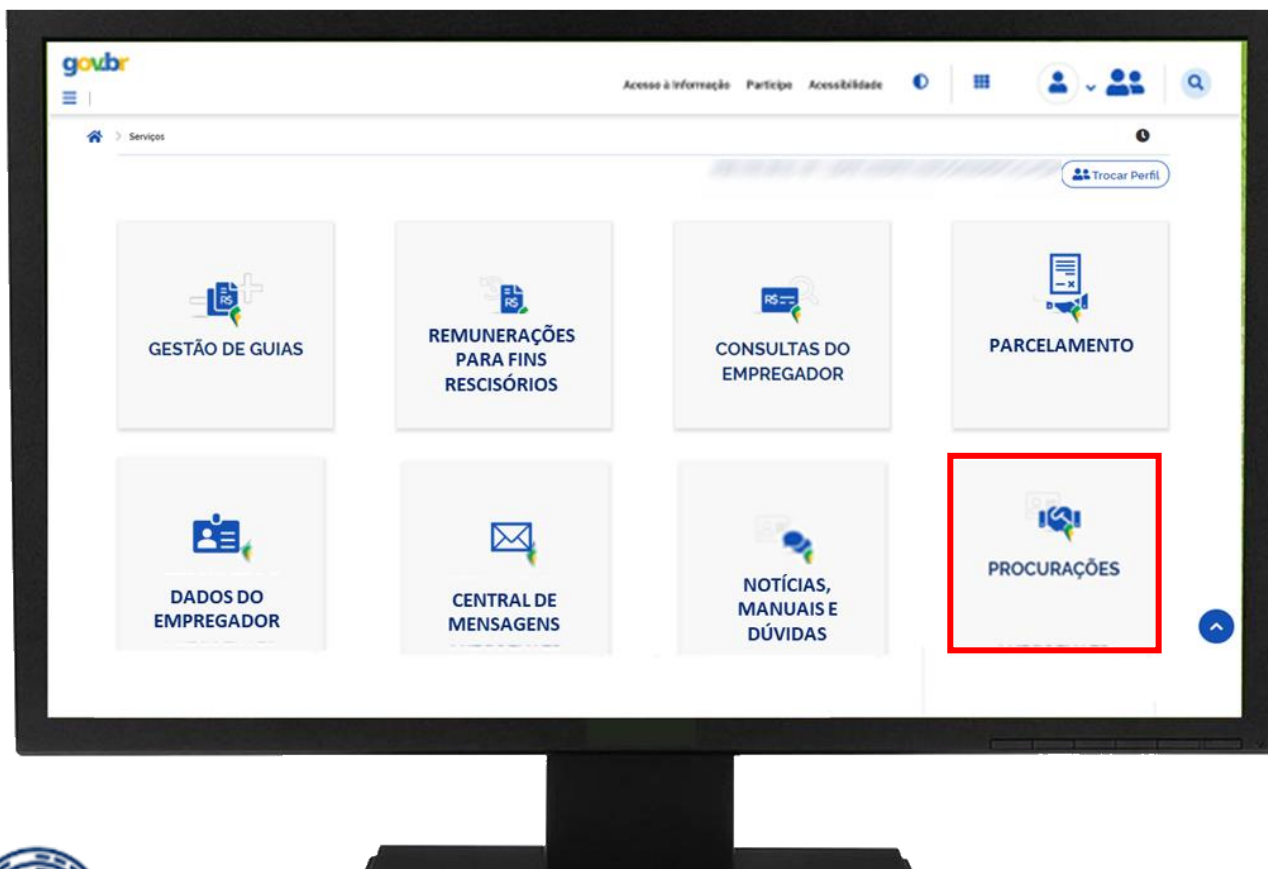 gov.br
Acesso à Informação Participe Acessibilidade
Serviços
Trocar Perfil
GESTÃO DE GUIAS
REMUNERAÇÕES
PARA FINS
RESCISÓRIOS
CONSULTAS DO
EMPREGADOR
PARCELAMENTO
DADOS DO
EMPREGADOR
CENTRAL DE
MENSAGENS
NOTÍCIAS,
MANUAIS E
DÚVIDAS
PROCURAÇÕES